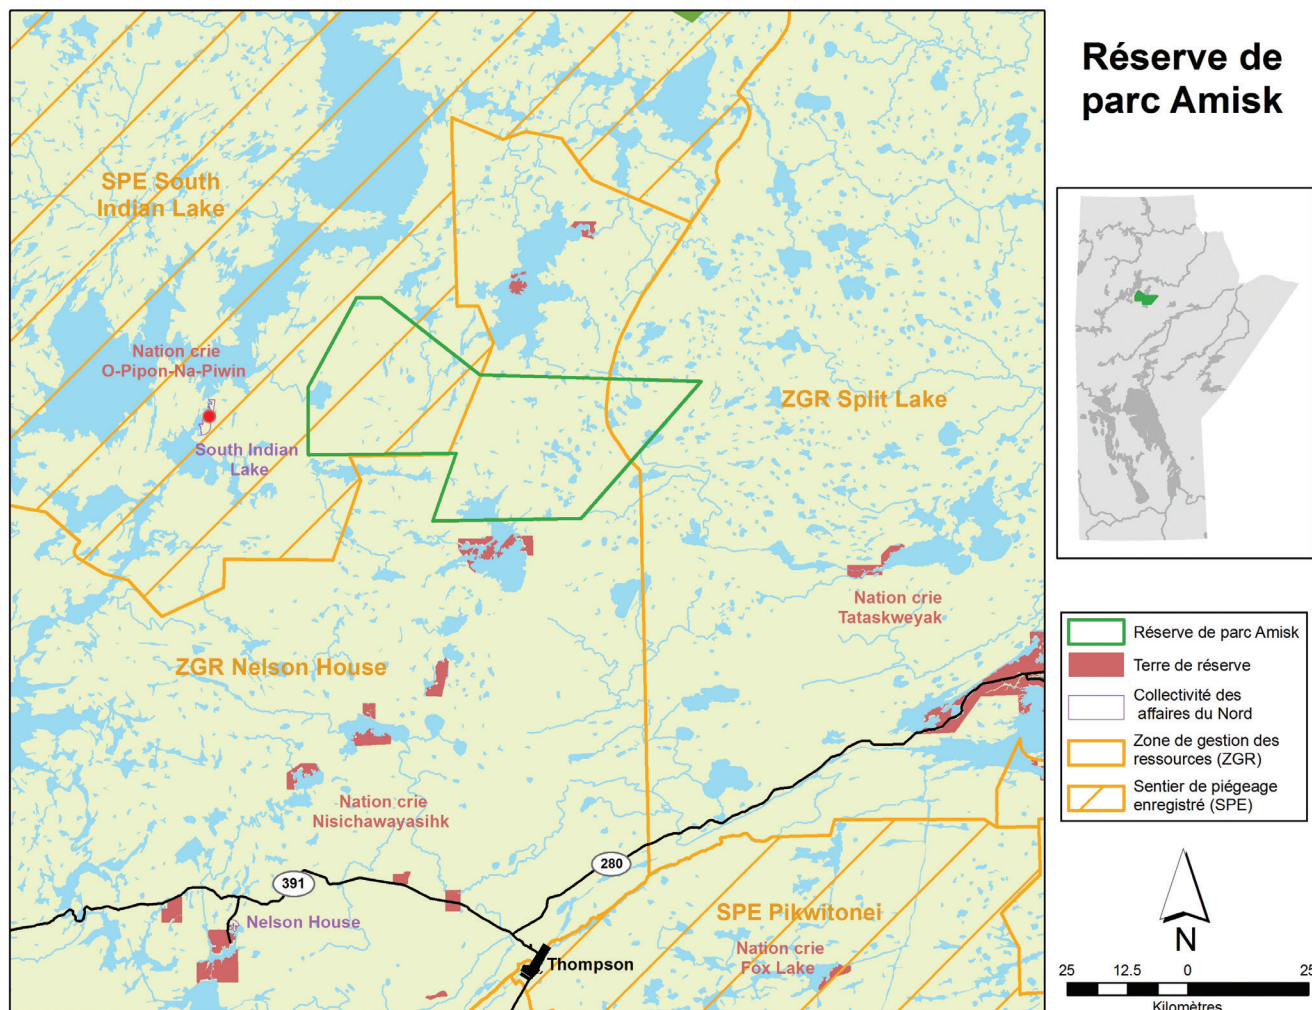 Réserve de
parc Amisk
SPE South
Indian Lake
Nation crie
O-Pipon-Na-Piwin
South Indian
Lake
ZGR Split Lake
Nation crie
Tataskweyak
ZGR Nelson House
Nation crie
Nisichawayasihk
391
280
Nelson House
Thompson
SPE Pikwitonei
Nation crie
Fox Lake
Réserve de parc Amisk
Terre de réserve
Collectivité des
affaires du Nord
Zone de gestion des
ressources (ZGR)
Sentier de piégeage
enregistré (SPE)
N
25 12.5 0 25
Kilomètres